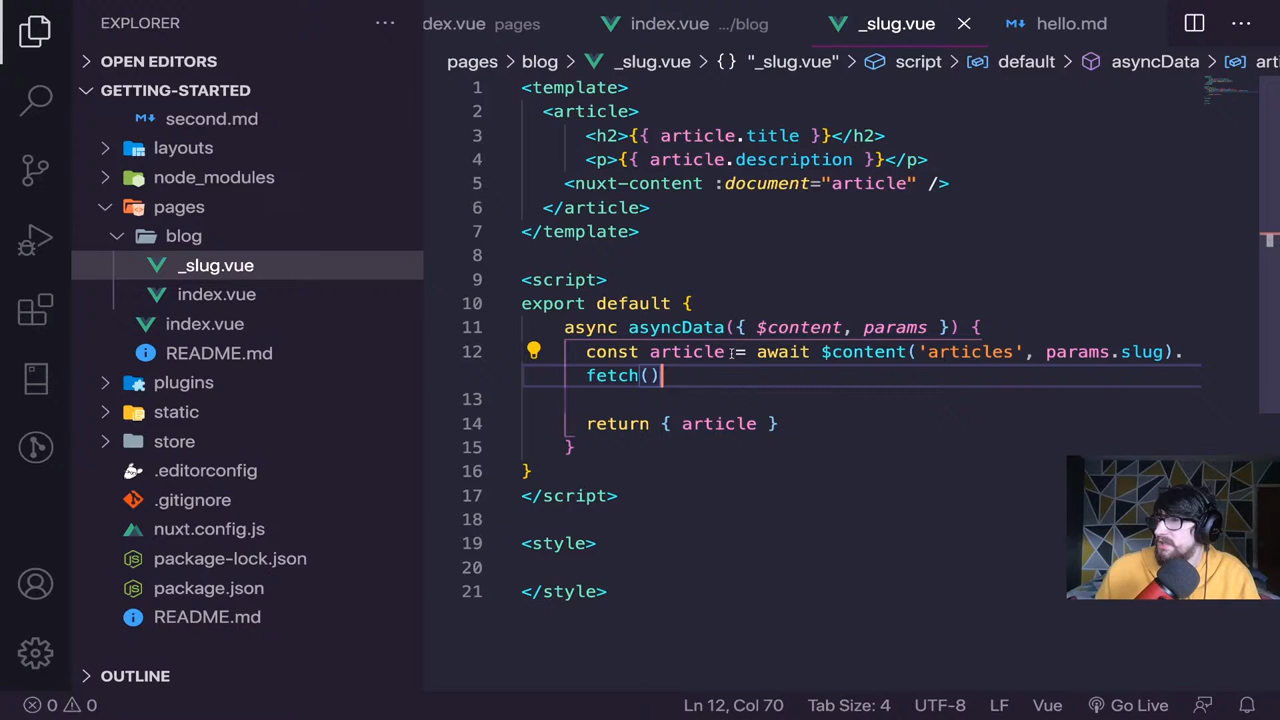 EXPLORER
OPEN EDITORS
GETTING-STARTED
second.md
layouts
node_modules
pages
blog
_slug.vue
index.vue
index.vue
README.md
plugins
static
store
.editorconfig
.gitignore
nuxt.config.js
package-lock.json
package.json
README.md
OUTLINE
dex.vue pages
index.vue .../blog
_slug.vue
hello.md
pages > blog > _slug.vue > {} "_slug.vue" > script > default > asyncData > arti
1 <template>
2 <article>
3 <h2>{{ article.title }}</h2>
4 <p>{{ article.description }}</p>
5 <nuxt-content :document="article" />
6 </article>
7 </template>
8
9 <script>
10 export default {
11 async asyncData({ $content, params }) {
12 const article = await $content('articles', params.slug).
fetch()
13
14 return { article }
15 }
16 }
17 </script>
18
19 <style>
20
21 </style>
0 0 Ln 12, Col 70 Tab Size: 4 UTF-8 LF Vue Go Live